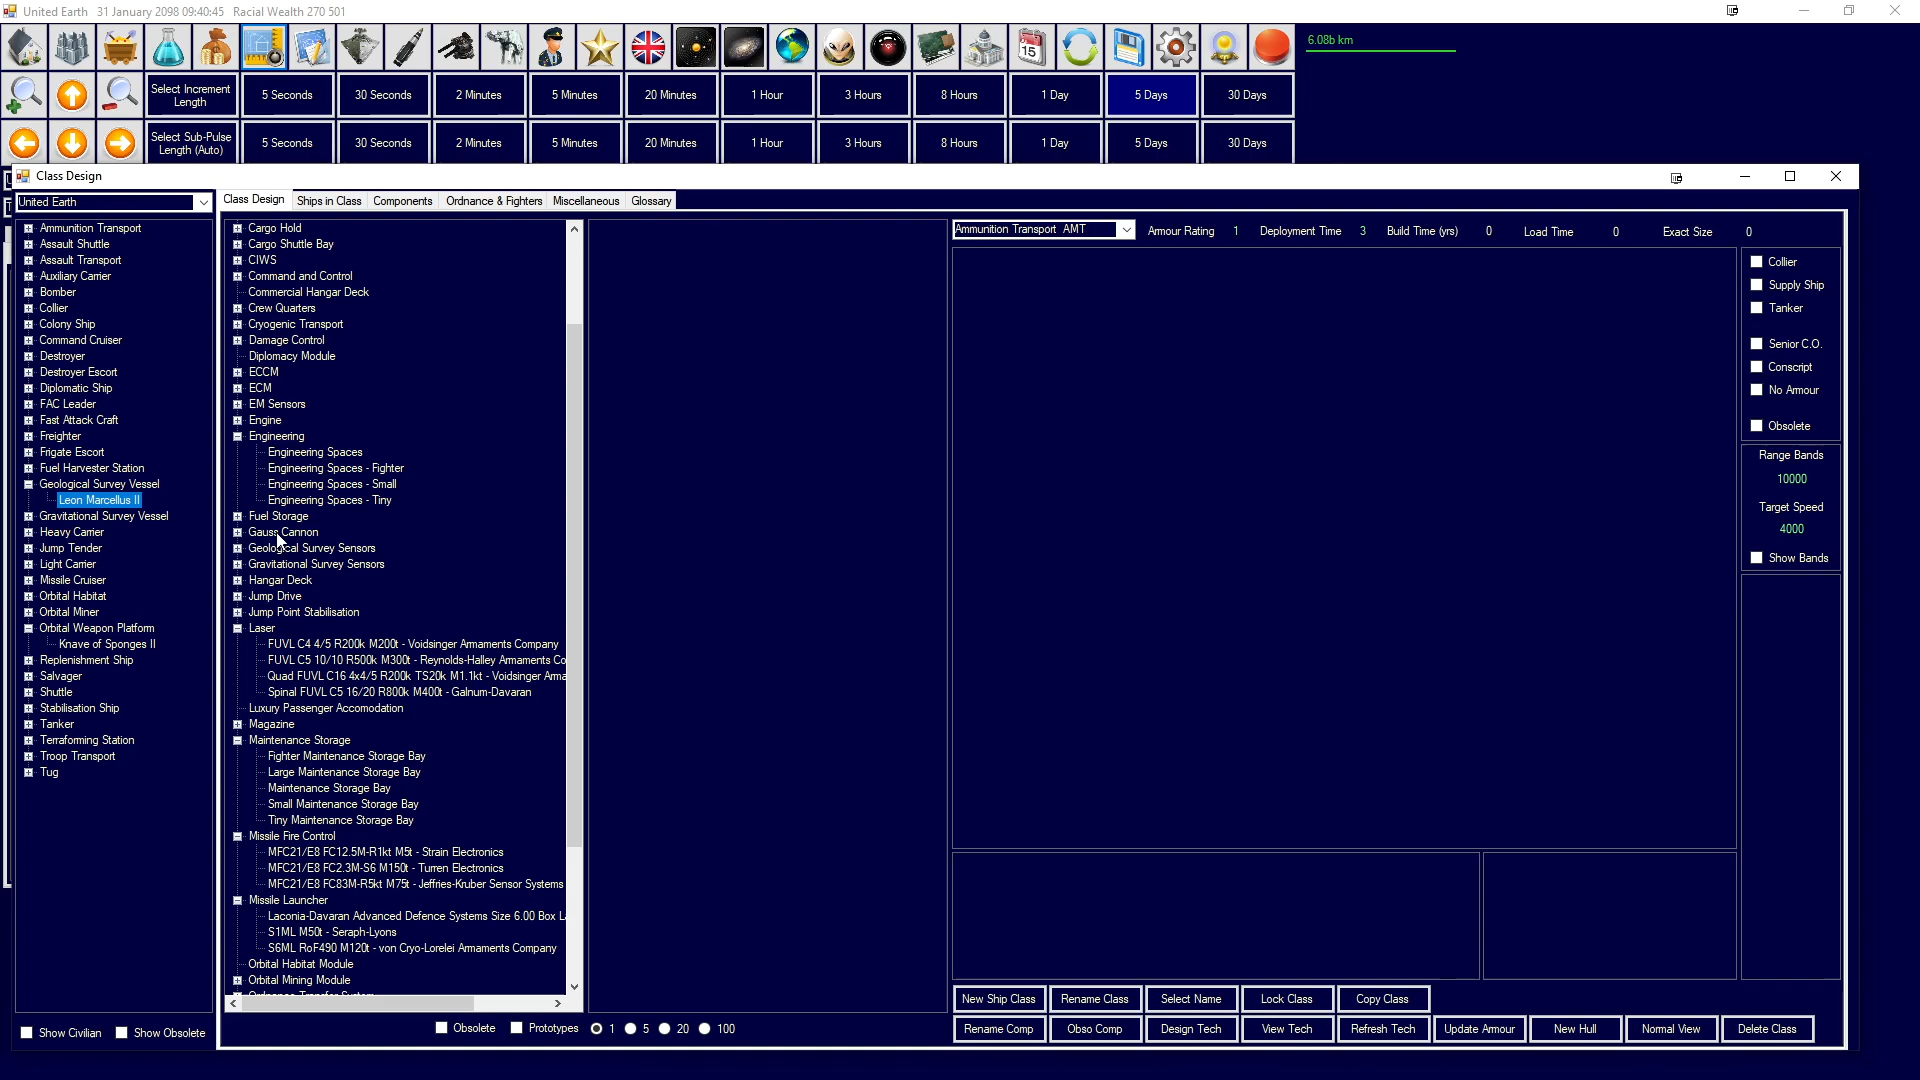 United Earth   31 January 2098 09:40:45   Racial Wealth 270 501
6.08b km
15
Select Increment Length
5 Seconds
30 Seconds
2 Minutes
5 Minutes
20 Minutes
1 Hour
3 Hours
8 Hours
1 Day
5 Days
30 Days
Select Sub-Pulse Length (Auto)
5 Seconds
30 Seconds
2 Minutes
5 Minutes
20 Minutes
1 Hour
3 Hours
8 Hours
1 Day
5 Days
30 Days
Class Design
United Earth
Ammunition Transport
Assault Shuttle
Assault Transport
Auxiliary Carrier
Bomber
Collier
Colony Ship
Command Cruiser
Destroyer
Destroyer Escort
Diplomatic Ship
FAC Leader
Fast Attack Craft
Freighter
Frigate Escort
Fuel Harvester Station
Geological Survey Vessel
Leon Marcellus II
Gravitational Survey Vessel
Heavy Carrier
Jump Tender
Light Carrier
Missile Cruiser
Orbital Habitat
Orbital Miner
Orbital Weapon Platform
Knave of Sponges II
Replenishment Ship
Salvager
Shuttle
Stabilisation Ship
Tanker
Terraforming Station
Troop Transport
Tug
Show Civilian
Show Obsolete
Class Design
Ships in Class
Components
Ordnance & Fighters
Miscellaneous
Glossary
Cargo Hold
Cargo Shuttle Bay
CIWS
Command and Control
Commercial Hangar Deck
Crew Quarters
Cryogenic Transport
Damage Control
Diplomacy Module
ECCM
ECM
EM Sensors
Engine
Engineering
Engineering Spaces
Engineering Spaces - Fighter
Engineering Spaces - Small
Engineering Spaces - Tiny
Fuel Storage
Gauss Cannon
Geological Survey Sensors
Gravitational Survey Sensors
Hangar Deck
Jump Drive
Jump Point Stabilisation
Laser
FUVL C4 4/5 R200k M200t - Voidsinger Armaments Company
FUVL C5 10/10 R500k M300t - Reynolds-Halley Armaments Co
Quad FUVL C16 4x4/5 R200k TS20k M1.1kt - Voidsinger Arma
Spinal FUVL C5 16/20 R800k M400t - Galnum-Davaran
Luxury Passenger Accomodation
Magazine
Maintenance Storage
Fighter Maintenance Storage Bay
Large Maintenance Storage Bay
Maintenance Storage Bay
Small Maintenance Storage Bay
Tiny Maintenance Storage Bay
Missile Fire Control
MFC21/E8 FC12.5M-R1kt M5t - Strain Electronics
MFC21/E8 FC2.3M-S6 M150t - Turren Electronics
MFC21/E8 FC83M-R5kt M75t - Jeffries-Kruber Sensor Systems
Missile Launcher
Laconia-Davaran Advanced Defence Systems Size 6.00 Box L
S1ML M50t - Seraph-Lyons
S6ML RoF490 M120t - von Cryo-Lorelei Armaments Company
Orbital Habitat Module
Orbital Mining Module
Obsolete
Prototypes
1
5
20
100
Ammunition Transport  AMT
Armour Rating   1
Deployment Time   3
Build Time (yrs)   0
Load Time   0
Exact Size   0
Collier
Supply Ship
Tanker
Senior C.O.
Conscript
No Armour
Obsolete
Range Bands
10000
Target Speed
4000
Show Bands
New Ship Class
Rename Class
Select Name
Lock Class
Copy Class
Rename Comp
Obso Comp
Design Tech
View Tech
Refresh Tech
Update Armour
New Hull
Normal View
Delete Class